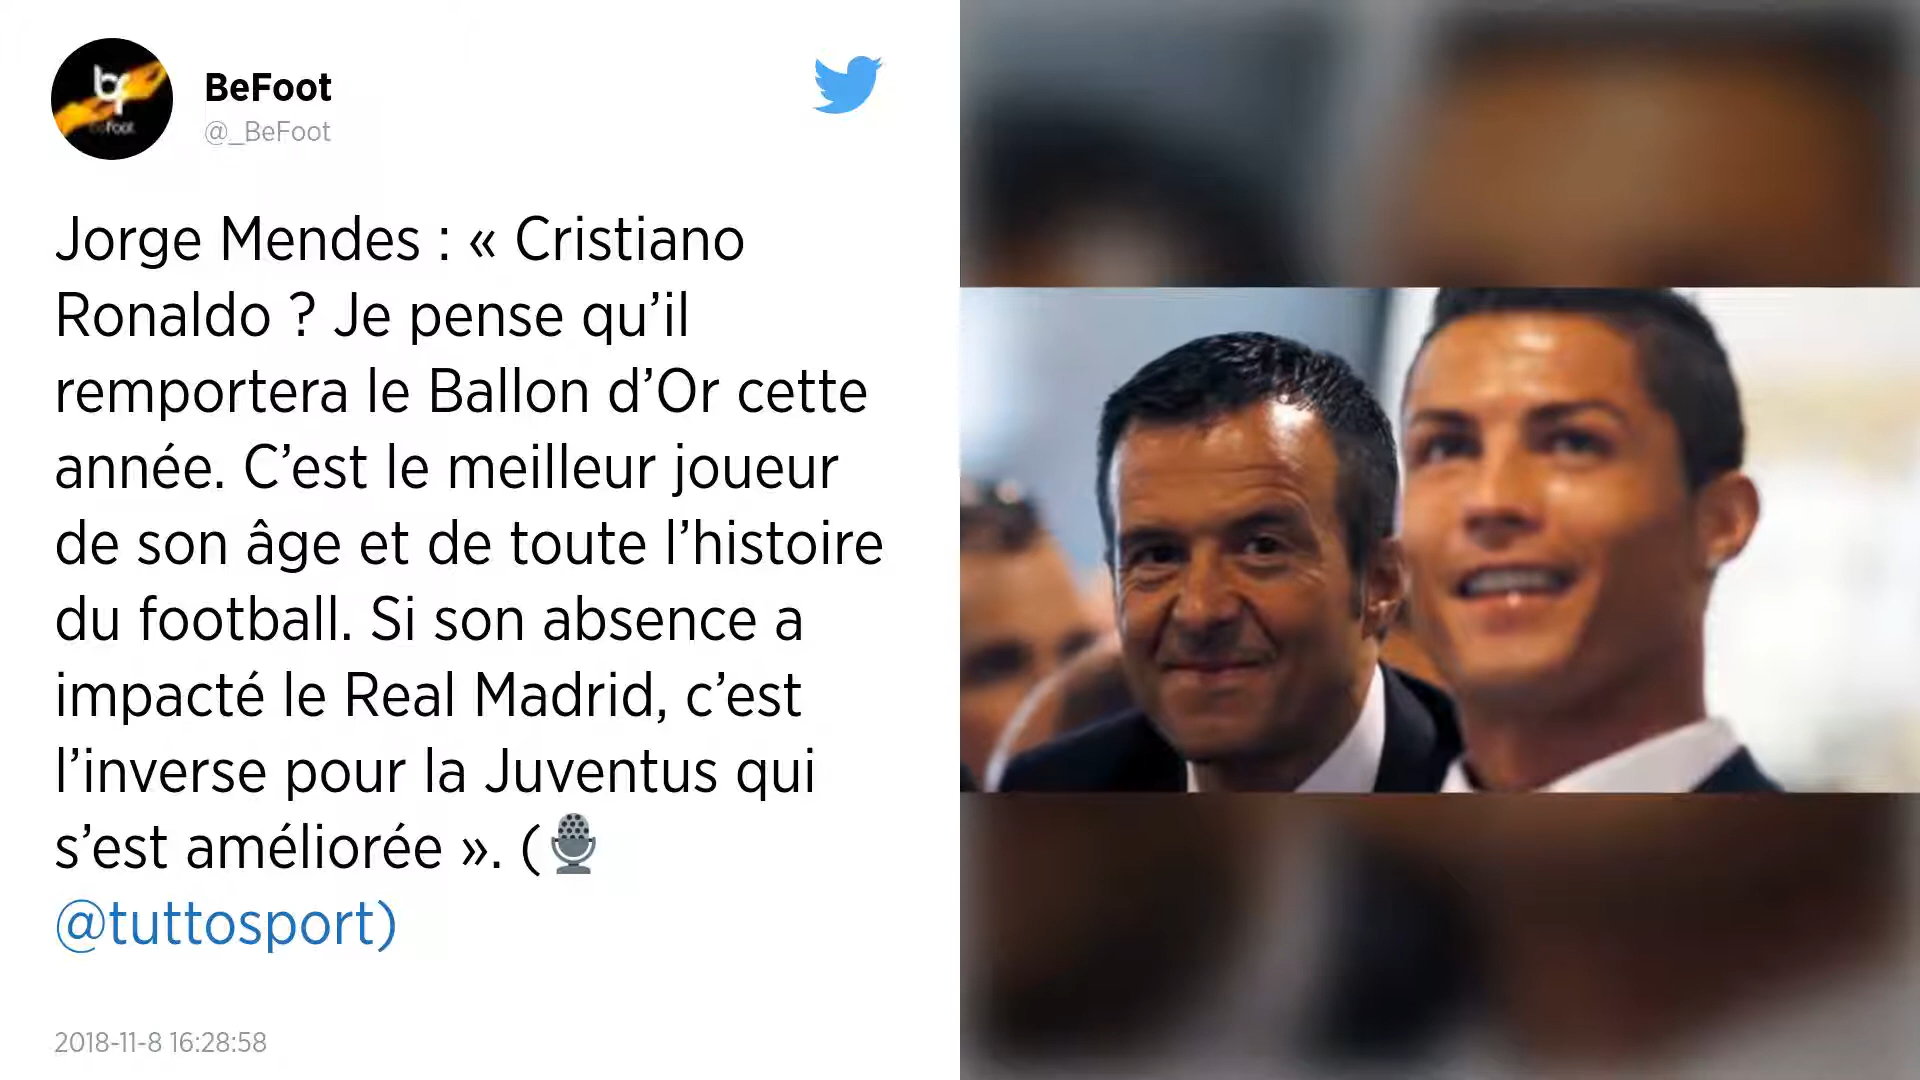 BeFoot
@_BeFoot
Jorge Mendes : « Cristiano
Ronaldo ? Je pense qu’il
remportera le Ballon d’Or cette
année. C’est le meilleur joueur
de son âge et de toute l’histoire
du football. Si son absence a
impacté le Real Madrid, c’est
l’inverse pour la Juventus qui
s’est améliorée ». (🎙
@tuttosport)
2018-11-8 16:28:58